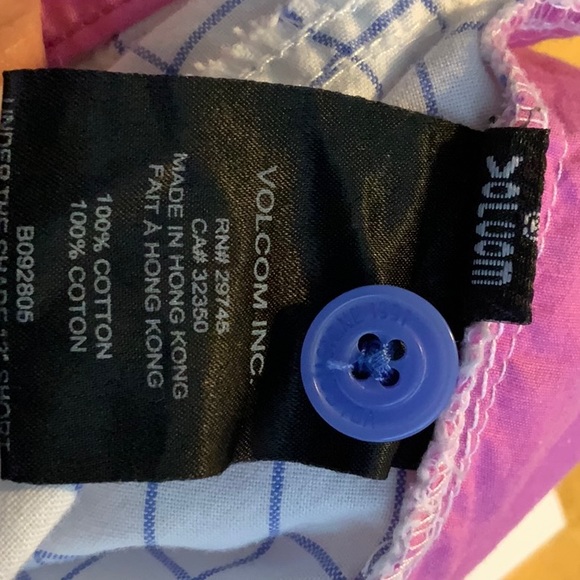 VOLCOM
VOLCOM INC.
RN# 29745
CA# 32350
MADE IN HONG KONG
FAIT À HONG KONG
100% COTTON
100% COTON
B092805